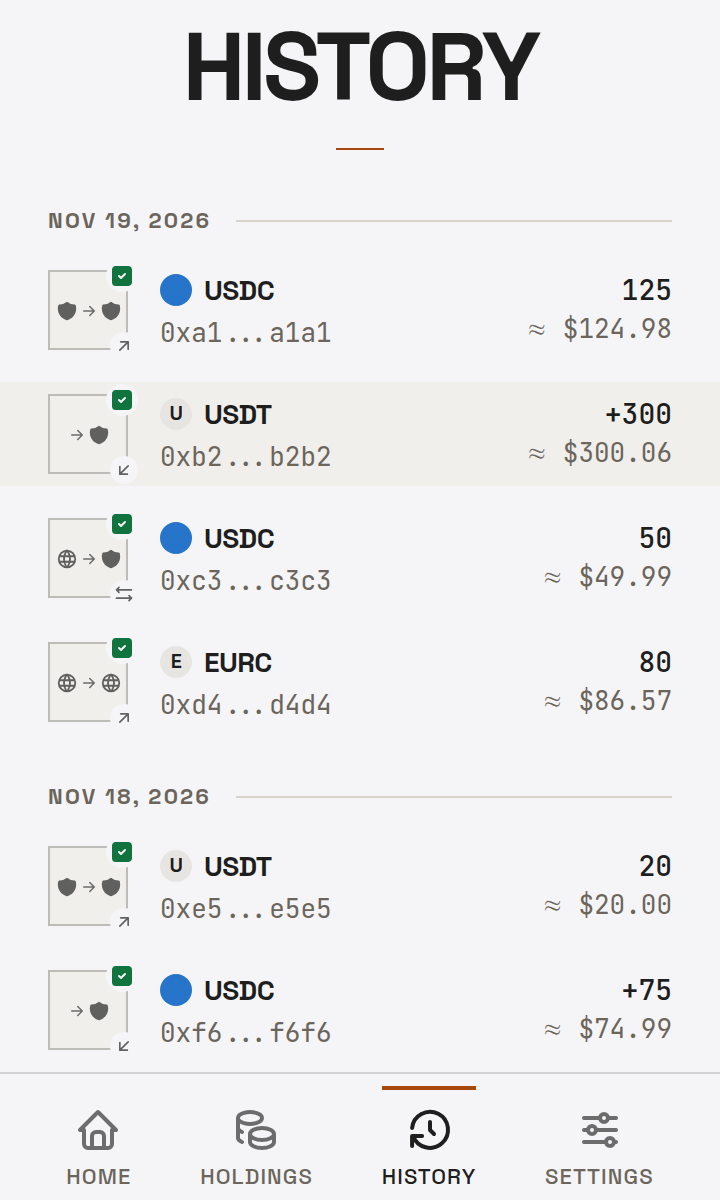 HISTORY
NOV 19, 2026
USDC 125
0xa1...a1a1 ≈ $124.98
U USDT +300
0xb2...b2b2 ≈ $300.06
USDC 50
0xc3...c3c3 ≈ $49.99
E EURC 80
0xd4...d4d4 ≈ $86.57
NOV 18, 2026
U USDT 20
0xe5...e5e5 ≈ $20.00
USDC +75
0xf6...f6f6 ≈ $74.99
HOME HOLDINGS HISTORY SETTINGS